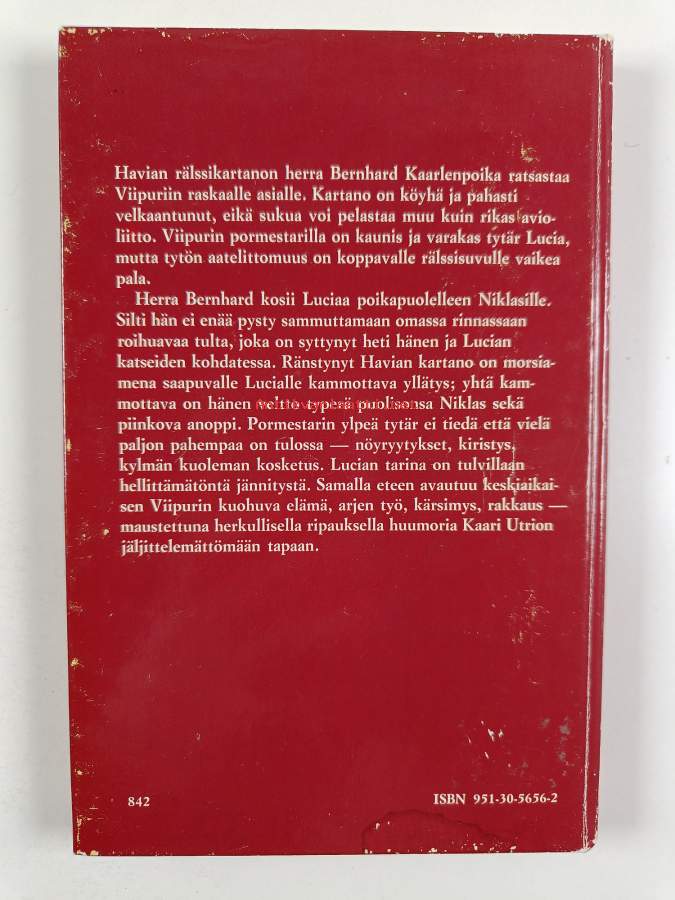 Havian rälssikartanon herra Bernhard Kaarlenpoika ratsastaa
Viipuriin raskaalle asialle. Kartano on köyhä ja pahasti
velkaantunut, eikä sukua voi pelastaa muu kuin rikas avio-
liitto. Viipurin pormestarilla on kaunis ja varakas tytär Lucia,
mutta tytön aatelittomuus on koppavalle rälssisuvulle vaikea
pala.
Herra Bernhard kosii Luciaa poikapuolelleen Niklasille.
Silti hän ei enää pysty sammuttamaan omassa rinnassaan
roihuavaa tulta, joka on syttynyt heti hänen ja Lucian
katseiden kohdatessa. Ränstynyt Havian kartano on morsia-
mena saapuvalle Lucialle kammottava yllätys; yhtä kam-
mottava on hänen veltto typerä puolisonsa Niklas sekä
piinkova anoppi. Pormestarin ylpeä tytär ei tiedä että vielä
paljon pahempaa on tulossa — nöyryytykset, kiristys,
kylmän kuoleman kosketus. Lucian tarina on tulvillaan
hellittämätöntä jännitystä. Samalla eteen avautuu keskiaikai-
sen Viipurin kuohuva elämä, arjen työ, kärsimys, rakkaus —
maustettuna herkullisella ripauksella huumoria Kaari Utrion
jäljittelemättömään tapaan.
842
ISBN 951-30-5656-2